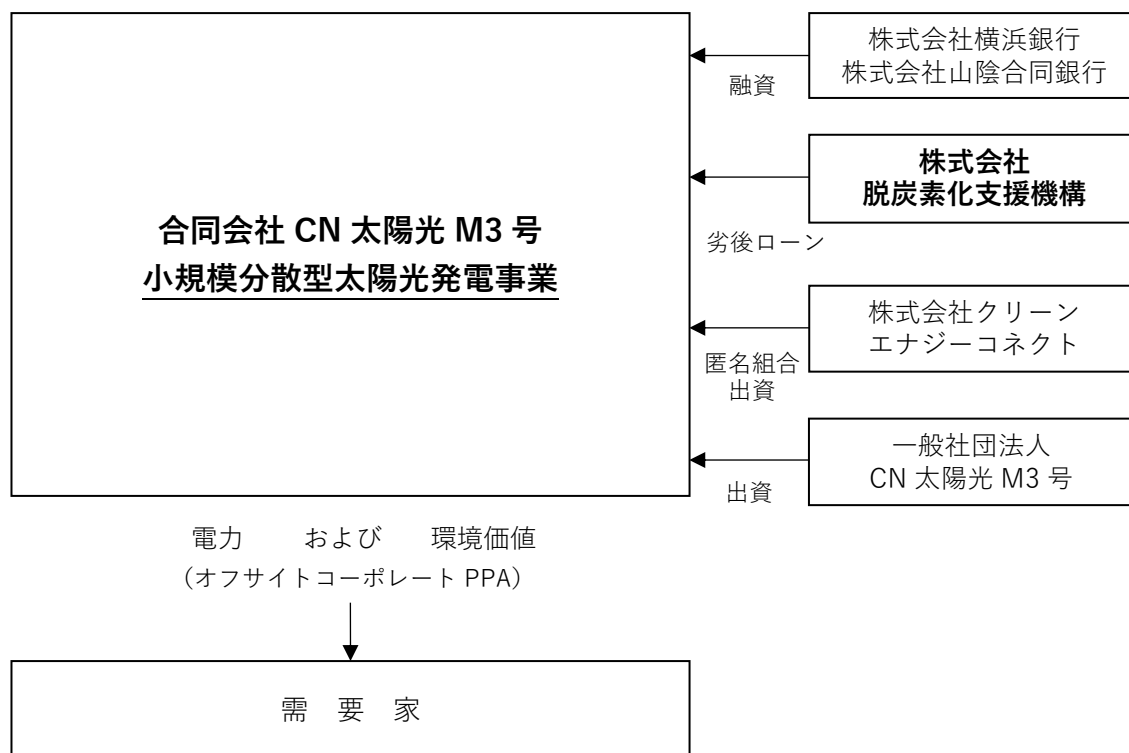 株式会社横浜銀行
株式会社山陰合同銀行
融資
株式会社
脱炭素化支援機構
劣後ローン
合同会社 CN 太陽光 M3 号
小規模分散型太陽光発電事業
株式会社クリーン
エナジーコネクト
匿名組合
出資
一般社団法人
CN 太陽光 M3 号
出資
電力 および 環境価値
（オフサイトコーポレート PPA）
需 要 家